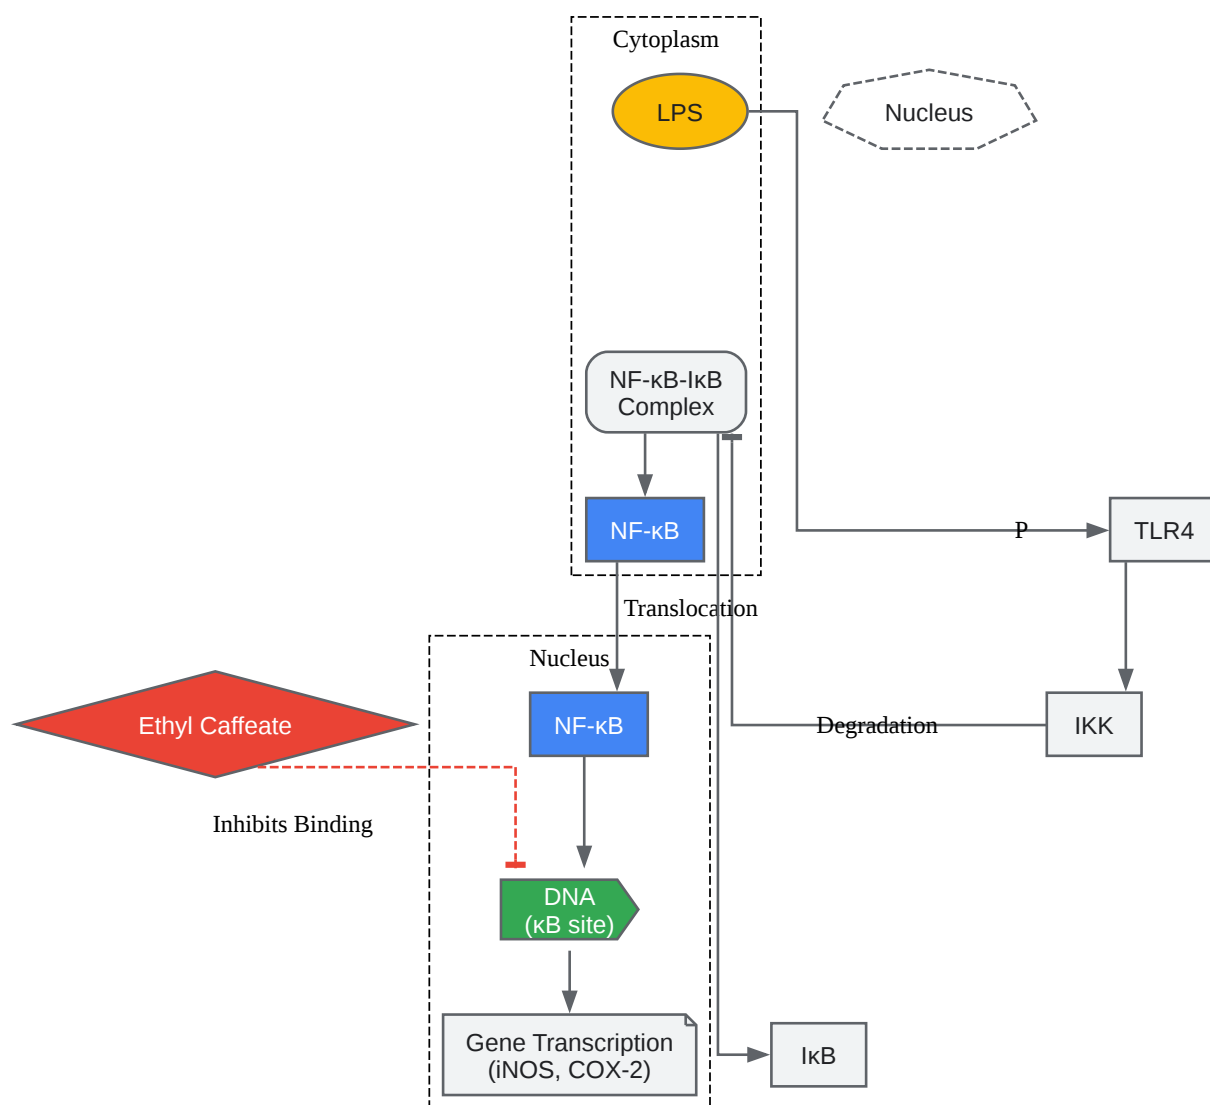 Cytoplasm
LPS
Nucleus
NF-κB-IκB
Complex
NF-κB
P
TLR4
Translocation
Nucleus
Ethyl Caffeate
NF-κB
Degradation
IKK
Inhibits Binding
DNA
(κB site)
Gene Transcription
(iNOS, COX-2)
IκB